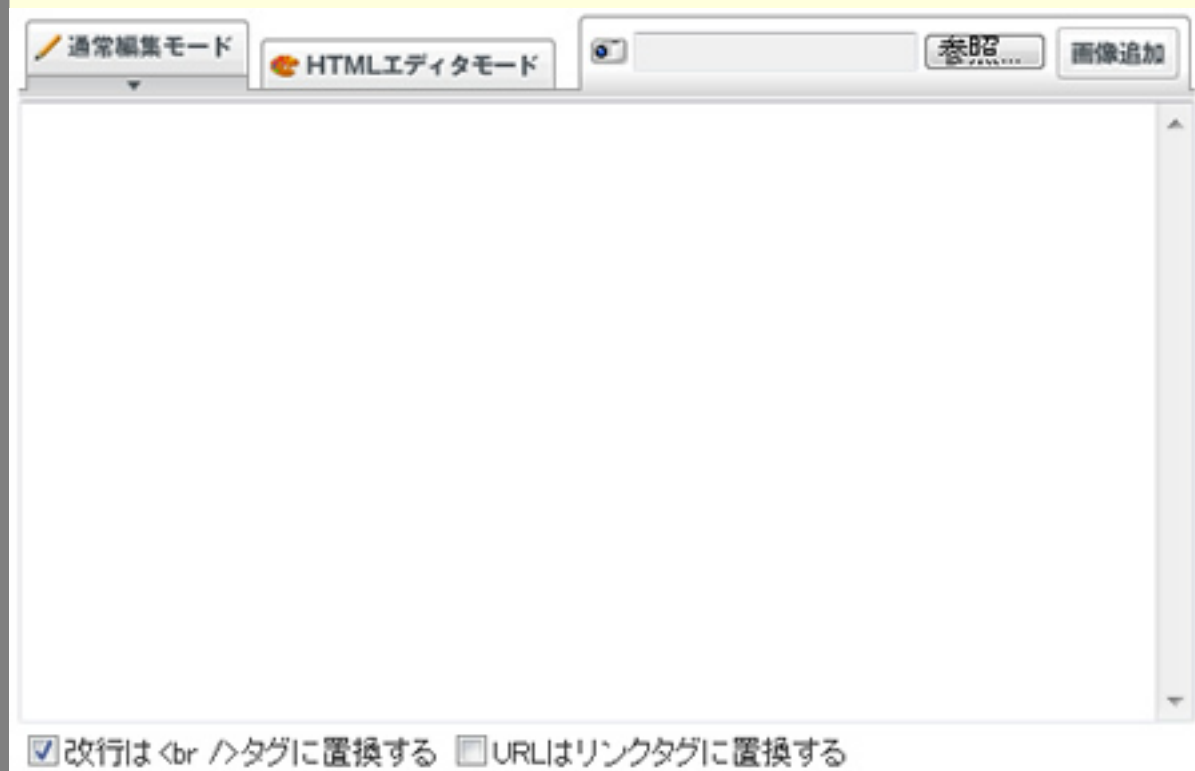 通常編集モード
HTMLエディタモード
参照...
画像追加
改行は<br />タグに置換する
URLはリンクタグに置換する